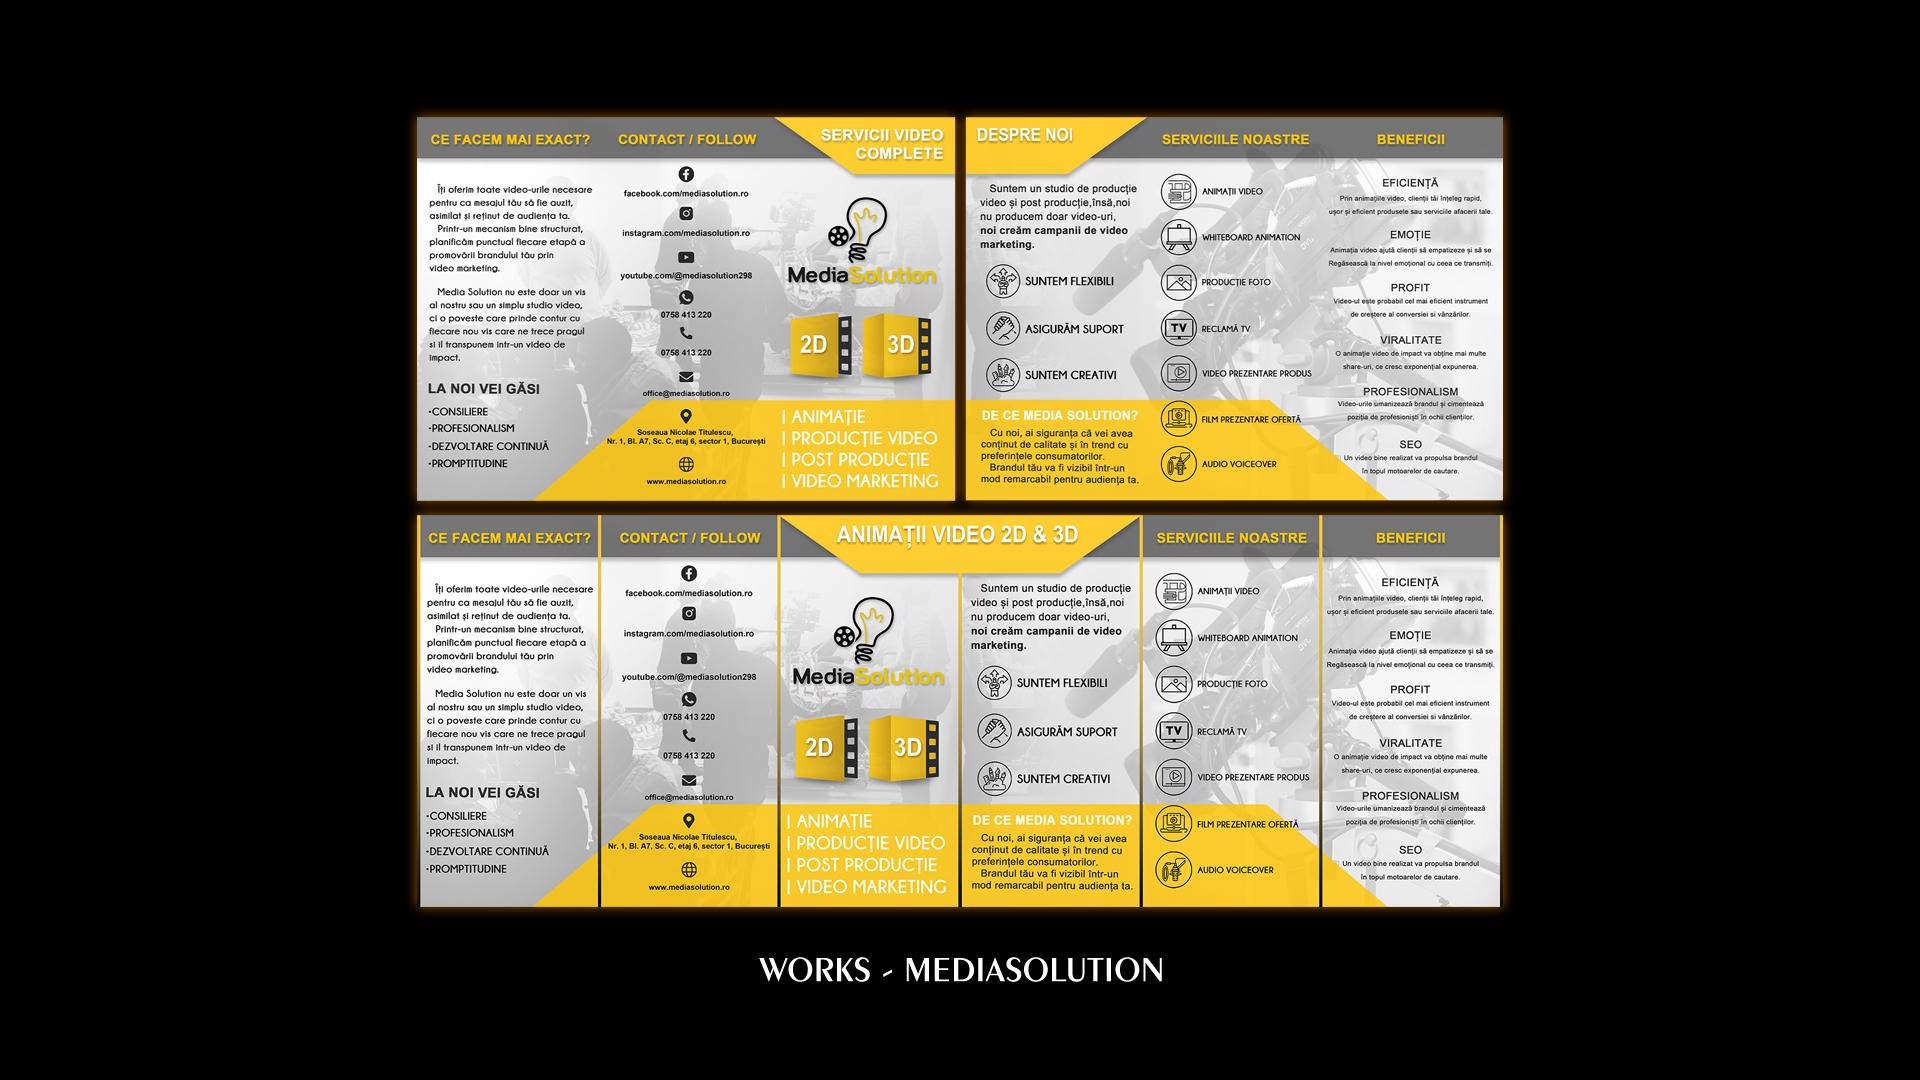 CE FACEM MAI EXACT?
Îți oferim toate video-urile necesare
pentru ca mesajul tău să fie auzit,
asimilat și reținut de audiența ta.
Printr-un mecanism bine structurat,
planificăm punctual fiecare etapă a
promovării brandului tău prin
video marketing.
Media Solution nu este doar un vis
al nostru sau un simplu studio video,
ci o poveste care prinde contur cu
fiecare nou vis care ne trece pragul
si îl transpunem intr-un video de
impact.
LA NOI VEI GĂSI
•CONSILIERE
•PROFESIONALISM
•DEZVOLTARE CONTINUĂ
•PROMPTITUDINE
CONTACT / FOLLOW
facebook.com/mediasolution.ro
instagram.com/mediasolution.ro
youtube.com/@mediasolution298
0758 413 220
0758 413 220
office@mediasolution.ro
Soseaua Nicolae Titulescu,
Nr. 1, Bl. A7, Sc. C, etaj 6, sector 1, București
www.mediasolution.ro
SERVICII VIDEO
COMPLETE
MediaSolution
2D
3D
| ANIMAȚIE
| PRODUCȚIE VIDEO
| POST PRODUCȚIE
| VIDEO MARKETING
DESPRE NOI
Suntem un studio de producție
video și post producție,însă,noi
nu producem doar video-uri,
noi creăm campanii de video
marketing.
SUNTEM FLEXIBILI
ASIGURĂM SUPORT
SUNTEM CREATIVI
DE CE MEDIA SOLUTION?
Cu noi, ai siguranța că vei avea
conținut de calitate și în trend cu
preferințele consumatorilor.
Brandul tău va fi vizibil într-un
mod remarcabil pentru audiența ta.
SERVICIILE NOASTRE
ANIMAȚII VIDEO
WHITEBOARD ANIMATION
PRODUCȚIE FOTO
TV
RECLAMĂ TV
VIDEO PREZENTARE PRODUS
FILM PREZENTARE OFERTĂ
AUDIO VOICEOVER
BENEFICII
EFICIENȚĂ
Prin animațiile video, clienții tăi înțeleg rapid,
ușor și eficient produsele sau serviciile afacerii tale.
EMOȚIE
Animația video ajută clienții să empatizeze și să se
Regăsească la nivel emoțional cu ceea ce transmiți.
PROFIT
Video-ul este probabil cel mai eficient instrument
de creștere al conversiei si vânzărilor.
VIRALITATE
O animație video de impact va obține mai multe
share-uri, ce cresc exponențial expunerea.
PROFESIONALISM
Video-urile umanizează brandul și cimentează
poziția de profesioniști în ochii clienților.
SEO
Un video bine realizat va propulsa brandul
în topul motoarelor de cautare.
CE FACEM MAI EXACT?
Îți oferim toate video-urile necesare
pentru ca mesajul tău să fie auzit,
asimilat și reținut de audiența ta.
Printr-un mecanism bine structurat,
planificăm punctual fiecare etapă a
promovării brandului tău prin
video marketing.
Media Solution nu este doar un vis
al nostru sau un simplu studio video,
ci o poveste care prinde contur cu
fiecare nou vis care ne trece pragul
si îl transpunem intr-un video de
impact.
LA NOI VEI GĂSI
•CONSILIERE
•PROFESIONALISM
•DEZVOLTARE CONTINUĂ
•PROMPTITUDINE
CONTACT / FOLLOW
facebook.com/mediasolution.ro
instagram.com/mediasolution.ro
youtube.com/@mediasolution298
0758 413 220
0758 413 220
office@mediasolution.ro
Soseaua Nicolae Titulescu,
Nr. 1, Bl. A7, Sc. C, etaj 6, sector 1, București
www.mediasolution.ro
ANIMAȚII VIDEO 2D & 3D
MediaSolution
2D
3D
| ANIMAȚIE
| PRODUCȚIE VIDEO
| POST PRODUCȚIE
| VIDEO MARKETING
Suntem un studio de producție
video și post producție,însă,noi
nu producem doar video-uri,
noi creăm campanii de video
marketing.
SUNTEM FLEXIBILI
ASIGURĂM SUPORT
SUNTEM CREATIVI
DE CE MEDIA SOLUTION?
Cu noi, ai siguranța că vei avea
conținut de calitate și în trend cu
preferințele consumatorilor.
Brandul tău va fi vizibil într-un
mod remarcabil pentru audiența ta.
SERVICIILE NOASTRE
ANIMAȚII VIDEO
WHITEBOARD ANIMATION
PRODUCȚIE FOTO
TV
RECLAMĂ TV
VIDEO PREZENTARE PRODUS
FILM PREZENTARE OFERTĂ
AUDIO VOICEOVER
BENEFICII
EFICIENȚĂ
Prin animațiile video, clienții tăi înțeleg rapid,
ușor și eficient produsele sau serviciile afacerii tale.
EMOȚIE
Animația video ajută clienții să empatizeze și să se
Regăsească la nivel emoțional cu ceea ce transmiți.
PROFIT
Video-ul este probabil cel mai eficient instrument
de creștere al conversiei si vânzărilor.
VIRALITATE
O animație video de impact va obține mai multe
share-uri, ce cresc exponențial expunerea.
PROFESIONALISM
Video-urile umanizează brandul și cimentează
poziția de profesioniști în ochii clienților.
SEO
Un video bine realizat va propulsa brandul
în topul motoarelor de cautare.
WORKS - MEDIASOLUTION